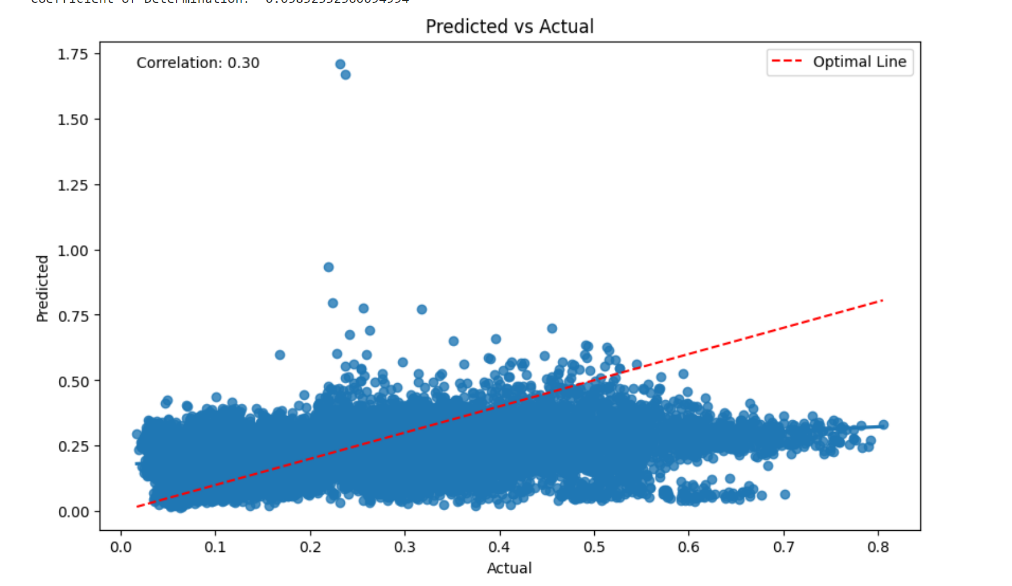 Predicted vs Actual
Correlation: 0.30
Optimal Line
1.75
1.50
1.25
1.00
0.75
0.50
0.25
0.00
Predicted
0.0 0.1 0.2 0.3 0.4 0.5 0.6 0.7 0.8
Actual